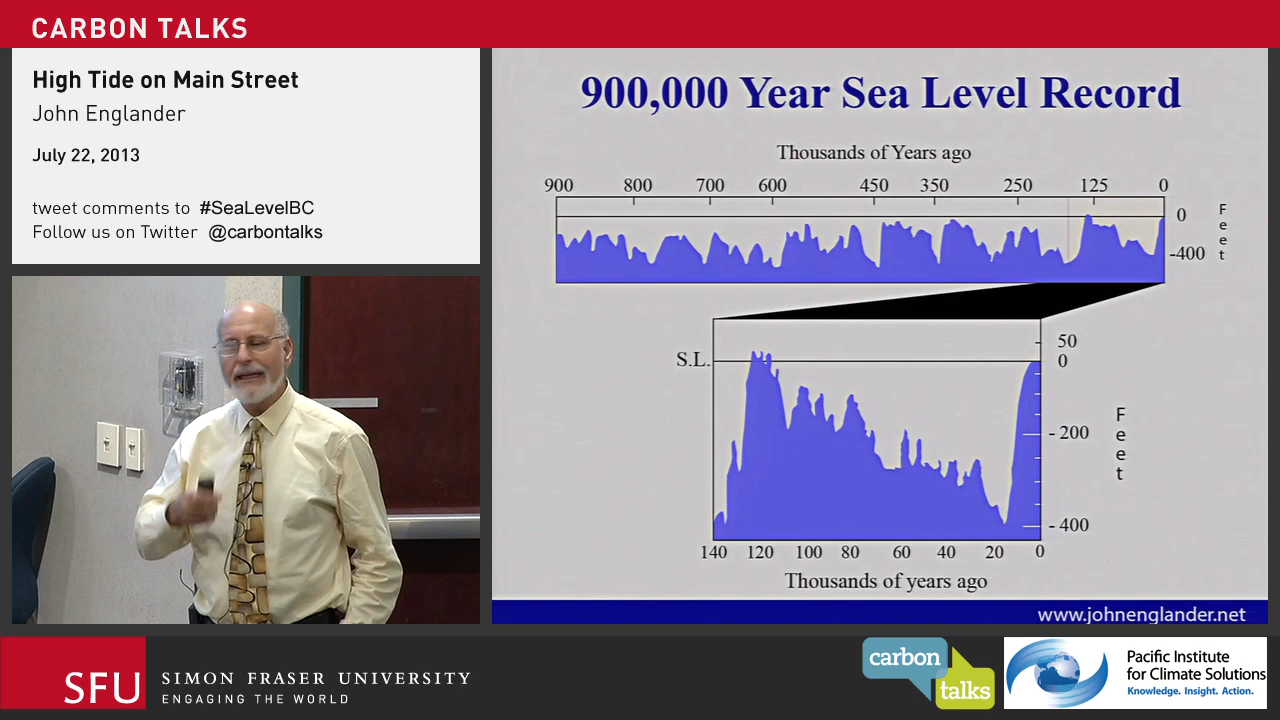 CARBON TALKS
High Tide on Main Street
John Englander
July 22, 2013
tweet comments to #SeaLevelBC
Follow us on Twitter @carbontalks
900,000 Year Sea Level Record
Thousands of Years ago
900 800 700 600 450 350 250 125 0
0
-400
Feet
S.L.
50
0
- 200
- 400
Feet
140 120 100 80 60 40 20 0
Thousands of years ago
www.johnenglander.net
SFU
SIMON FRASER UNIVERSITY
ENGAGING THE WORLD
carbon
talks
Pacific Institute
for Climate Solutions
Knowledge. Insight. Action.